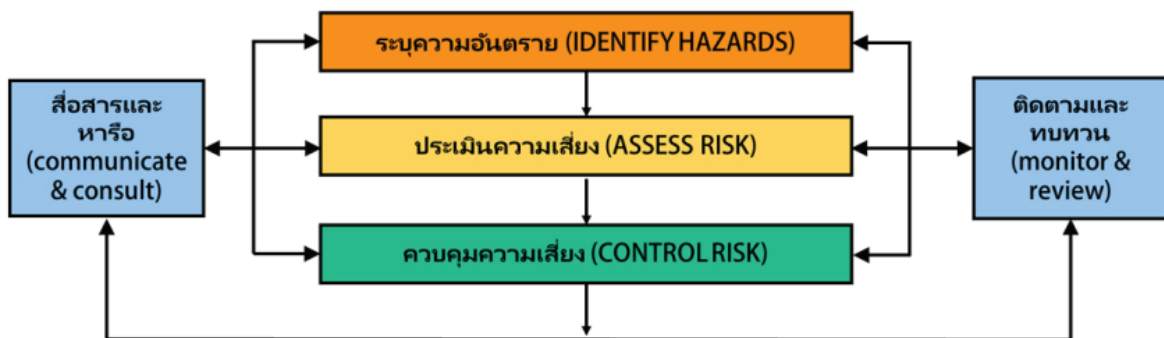 ระบุความอันตราย (IDENTIFY HAZARDS)
สื่อสารและ
หารือ
(communicate
& consult)
ประเมินความเสี่ยง (ASSESS RISK)
ติดตามและ
ทบทวน
(monitor &
review)
ควบคุมความเสี่ยง (CONTROL RISK)